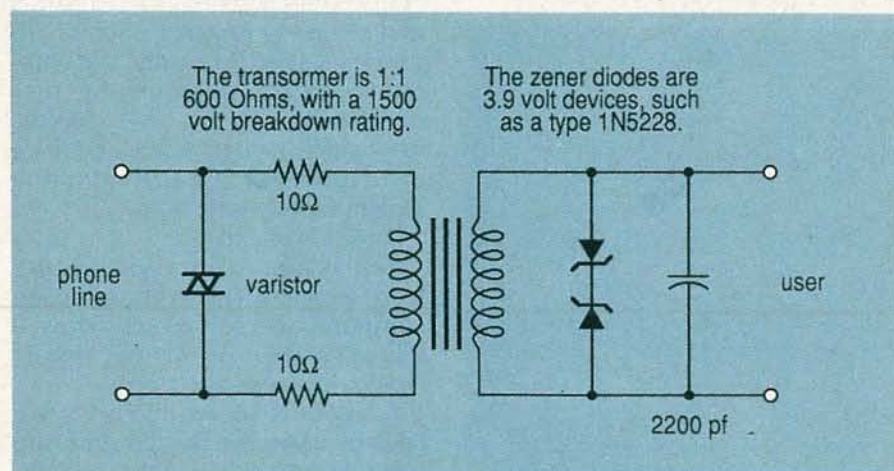 The transormer is 1:1
600 Ohms, with a 1500
volt breakdown rating.
The zener diodes are
3.9 volt devices, such
as a type 1N5228.
10Ω
phone
line
varistor
user
10Ω
2200 pf